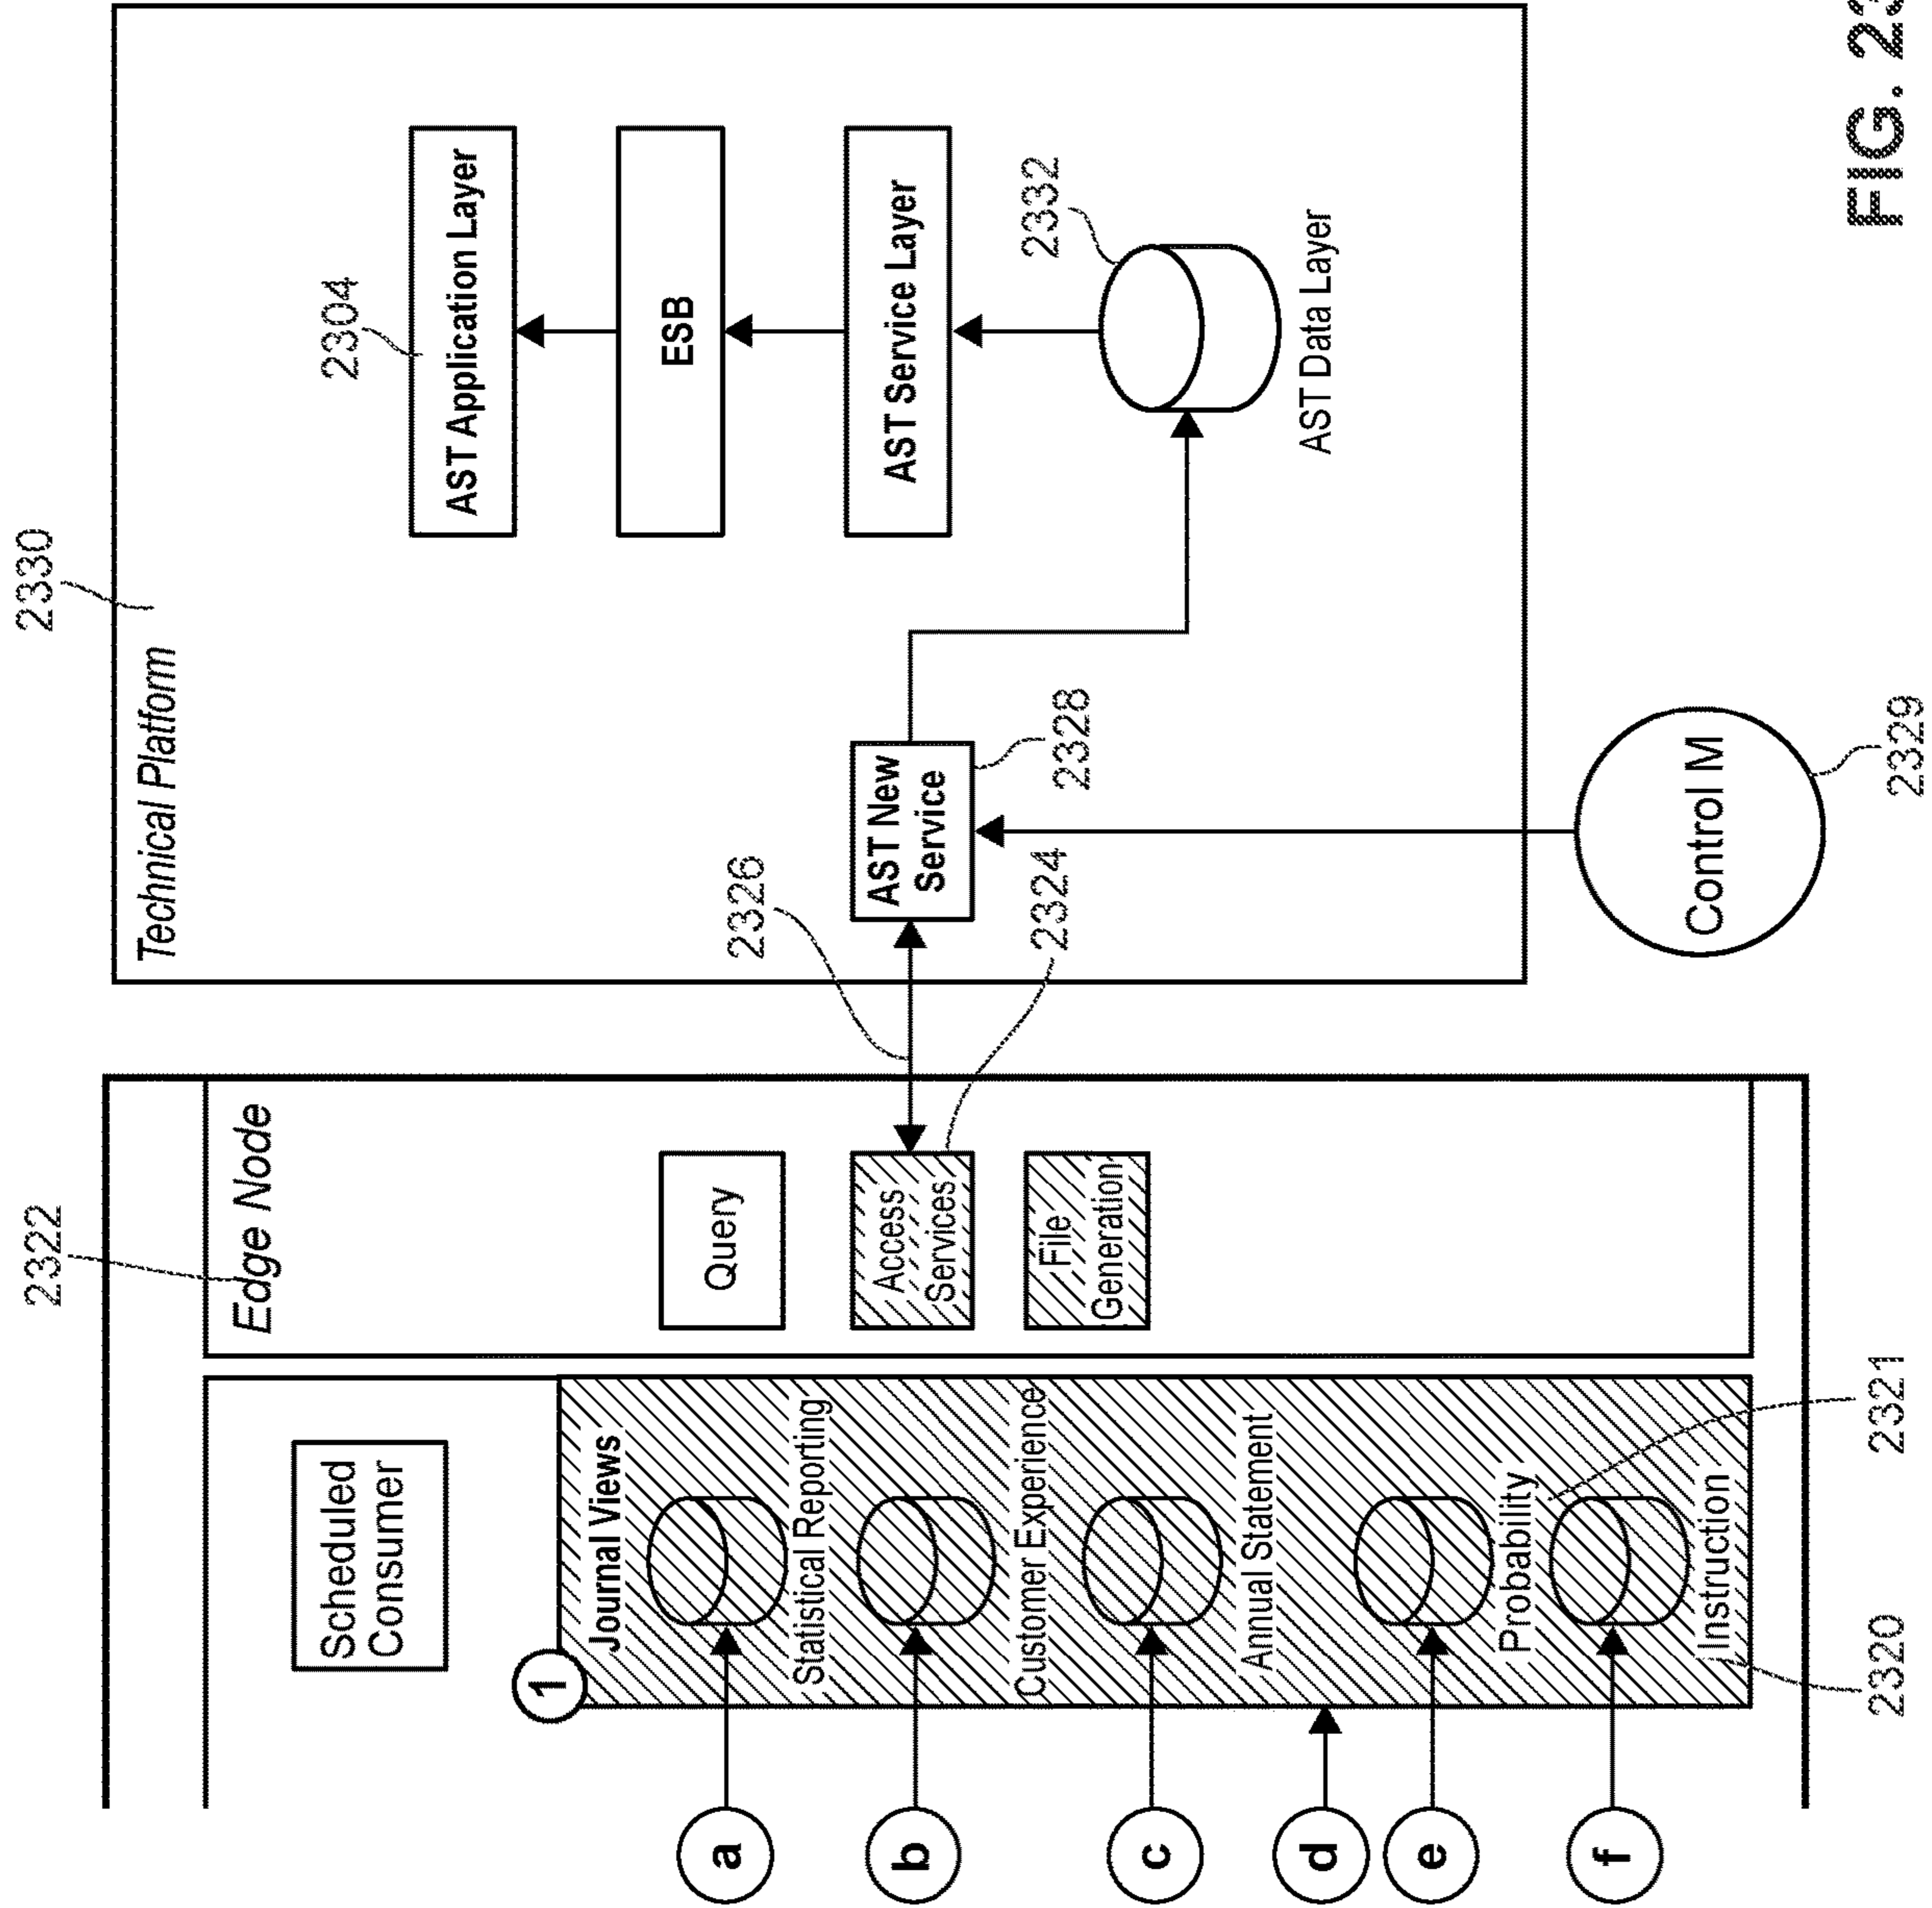 2322
2330
Edge Node
Technical Platform
Scheduled
Consumer
2304
AST Application Layer
1
Journal Views
Query
ESB
a
Statistical Reporting
2326
Access
Services
AST New
Service
AST Service Layer
b
2324
2328
2332
Customer Experience
File
Generation
c
AST Data Layer
Annual Statement
d
e
Probability
Control M
f
Instruction
2320
2321
2329
FIG.